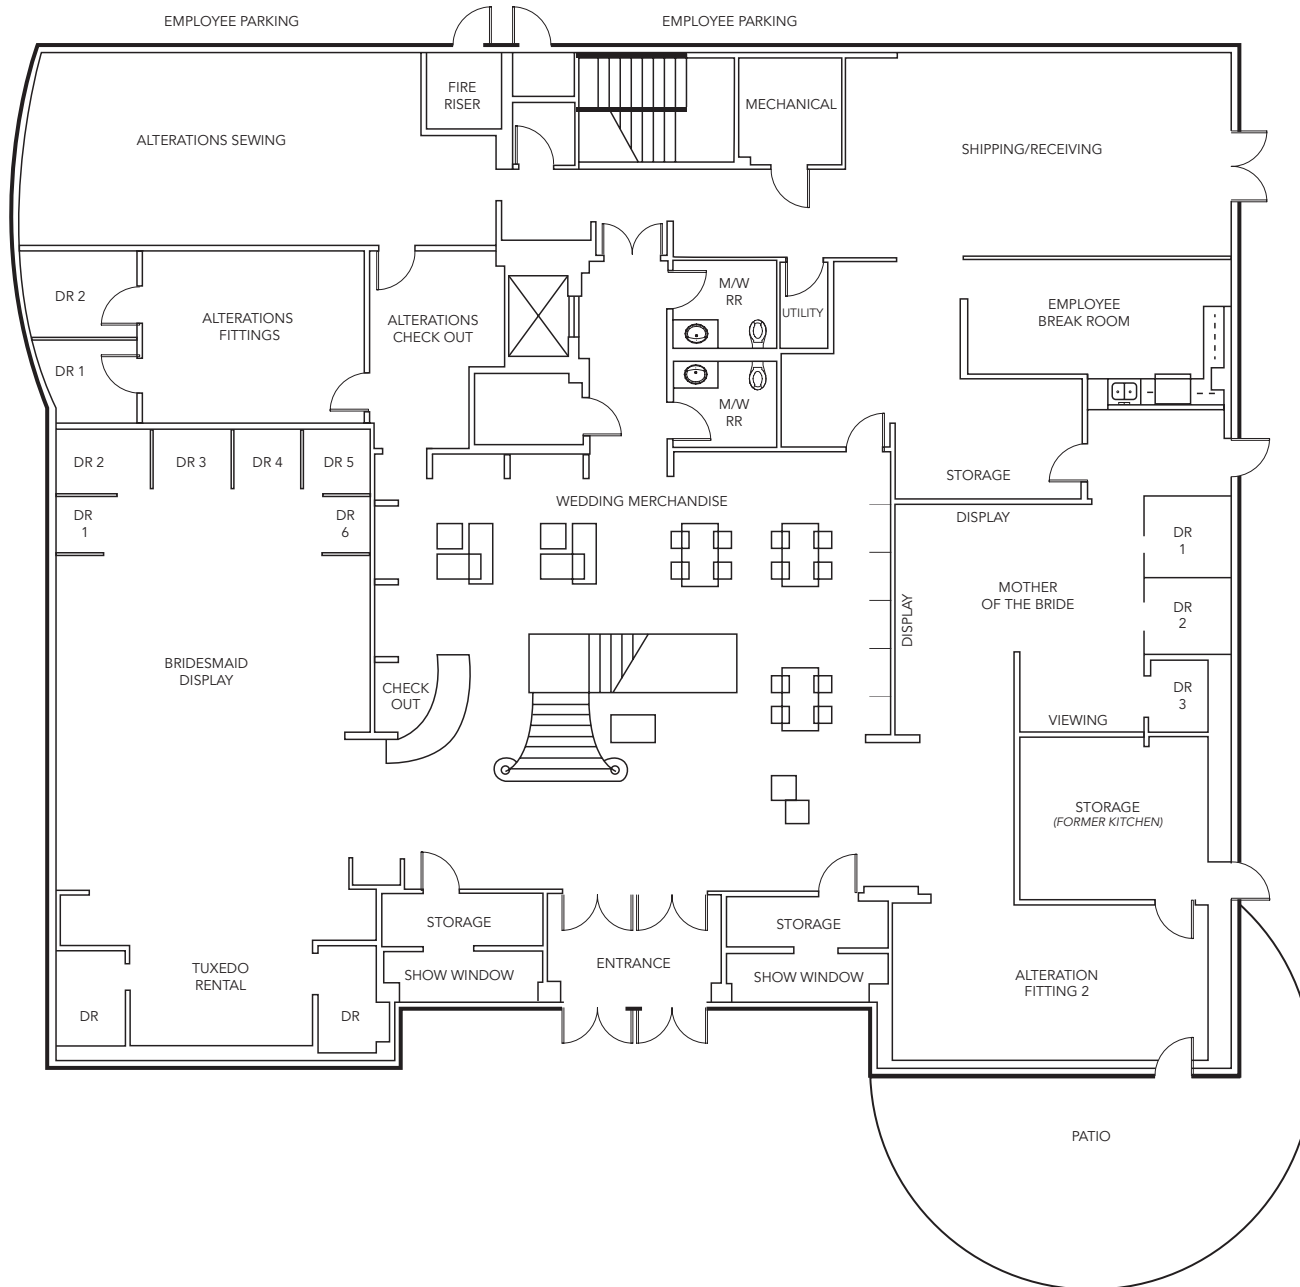 EMPLOYEE PARKING
EMPLOYEE PARKING
FIRE
RISER
MECHANICAL
ALTERATIONS SEWING
SHIPPING/RECEIVING
DR 2
ALTERATIONS
FITTINGS
ALTERATIONS
CHECK OUT
M/W
RR
UTILITY
EMPLOYEE
BREAK ROOM
DR 1
M/W
RR
DR 2
DR 3
DR 4
DR 5
STORAGE
WEDDING MERCHANDISE
DR
1
DR
6
DISPLAY
DR
1
MOTHER
OF THE BRIDE
DISPLAY
DR
2
BRIDESMAID
DISPLAY
CHECK
OUT
DR
3
VIEWING
STORAGE
(FORMER KITCHEN)
STORAGE
STORAGE
ENTRANCE
TUXEDO
RENTAL
SHOW WINDOW
SHOW WINDOW
ALTERATION
FITTING 2
DR
DR
PATIO